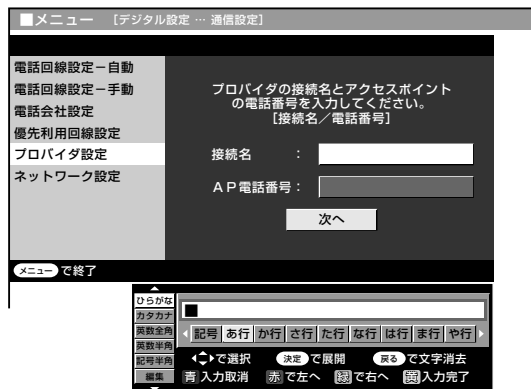 ■メニュー [デジタル設定 … 通信設定]
電話回線設定－自動
電話回線設定－手動
電話会社設定
優先利用回線設定
プロバイダ設定
ネットワーク設定
プロバイダの接続名とアクセスポイント
の電話番号を入力してください。
[接続名／電話番号]
接続名 ：
ＡＰ電話番号：
次へ
メニュー で終了
ひらがな
カタカナ
英数全角
英数半角
記号半角
編集
記号 あ行 か行 さ行 た行 な行 は行 ま行 や行
で選択 決定 で展開 戻る で文字消去
青 入力取消 赤 で左へ 緑 で右へ 黄 入力完了